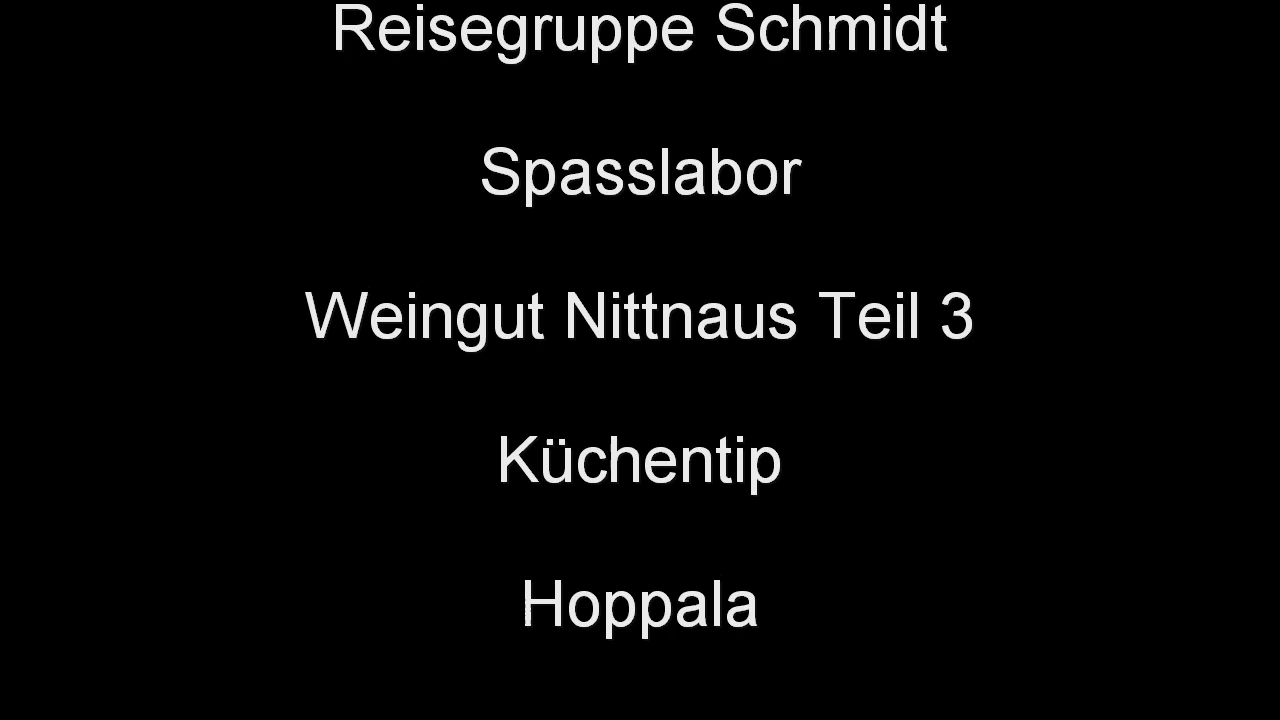 Reisegruppe Schmidt
Spasslabor
Weingut Nittnaus Teil 3
Küchentip
Hoppala